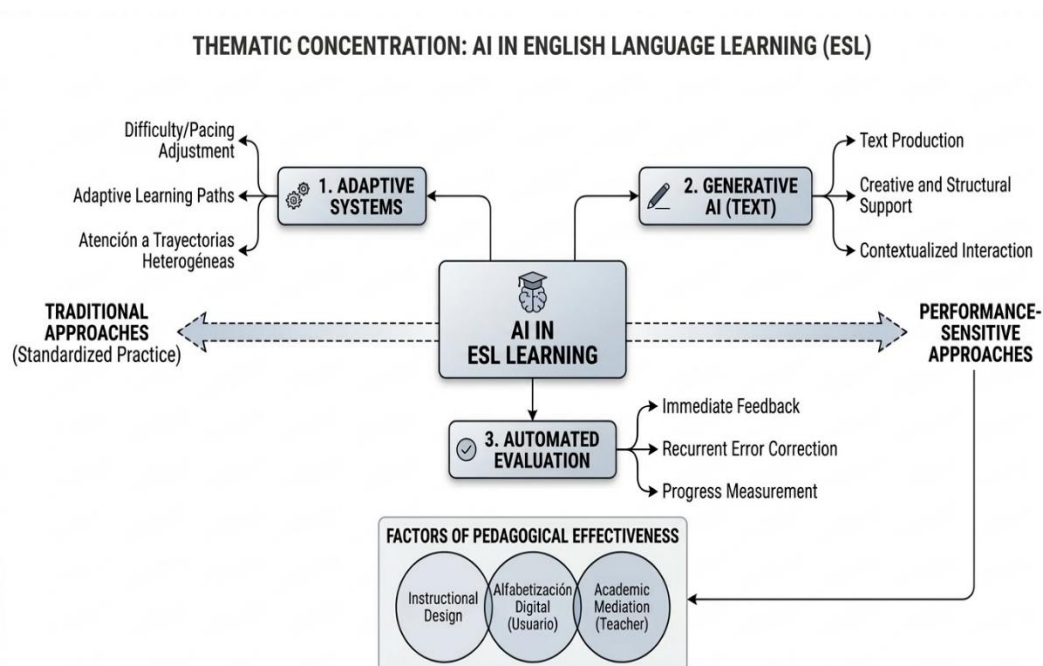 THEMATIC CONCENTRATION: AI IN ENGLISH LANGUAGE LEARNING (ESL)
Difficulty/Pacing
Adjustment
Adaptive Learning Paths
Atención a Trayectorias
Heterogéneas
1. ADAPTIVE
SYSTEMS
2. GENERATIVE
AI (TEXT)
Text Production
Creative and Structural
Support
Contextualized Interaction
TRADITIONAL
APPROACHES
(Standardized Practice)
AI IN
ESL LEARNING
PERFORMANCE-
SENSITIVE
APPROACHES
3. AUTOMATED
EVALUATION
Immediate Feedback
Recurrent Error Correction
Progress Measurement
FACTORS OF PEDAGOGICAL EFFECTIVENESS
Instructional
Design
Alfabetización
Digital
(Usuario)
Academic
Mediation
(Teacher)